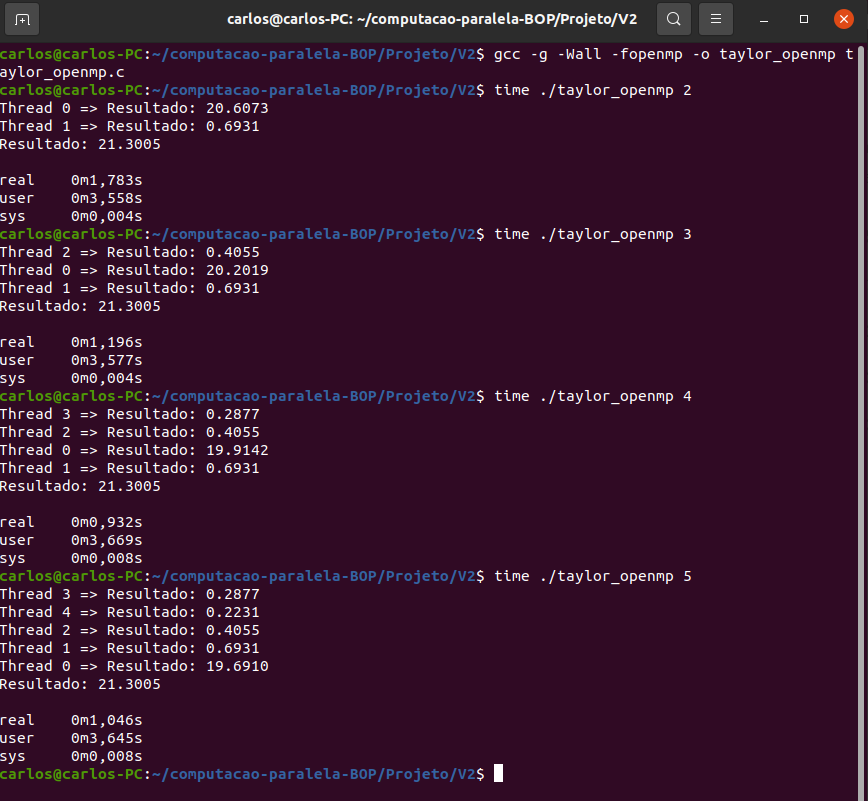 carlos@carlos-PC: ~/computacao-paralela-BOP/Projeto/V2
carlos@carlos-PC:~/computacao-paralela-BOP/Projeto/V2$ gcc -g -Wall -fopenmp -o taylor_openmp t
aylor_openmp.c
carlos@carlos-PC:~/computacao-paralela-BOP/Projeto/V2$ time ./taylor_openmp 2
Thread 0 => Resultado: 20.6073
Thread 1 => Resultado: 0.6931
Resultado: 21.3005
real 0m1,783s
user 0m3,558s
sys 0m0,004s
carlos@carlos-PC:~/computacao-paralela-BOP/Projeto/V2$ time ./taylor_openmp 3
Thread 2 => Resultado: 0.4055
Thread 0 => Resultado: 20.2019
Thread 1 => Resultado: 0.6931
Resultado: 21.3005
real 0m1,196s
user 0m3,577s
sys 0m0,004s
carlos@carlos-PC:~/computacao-paralela-BOP/Projeto/V2$ time ./taylor_openmp 4
Thread 3 => Resultado: 0.2877
Thread 2 => Resultado: 0.4055
Thread 0 => Resultado: 19.9142
Thread 1 => Resultado: 0.6931
Resultado: 21.3005
real 0m0,932s
user 0m3,669s
sys 0m0,008s
carlos@carlos-PC:~/computacao-paralela-BOP/Projeto/V2$ time ./taylor_openmp 5
Thread 3 => Resultado: 0.2877
Thread 4 => Resultado: 0.2231
Thread 2 => Resultado: 0.4055
Thread 1 => Resultado: 0.6931
Thread 0 => Resultado: 19.6910
Resultado: 21.3005
real 0m1,046s
user 0m3,645s
sys 0m0,008s
carlos@carlos-PC:~/computacao-paralela-BOP/Projeto/V2$